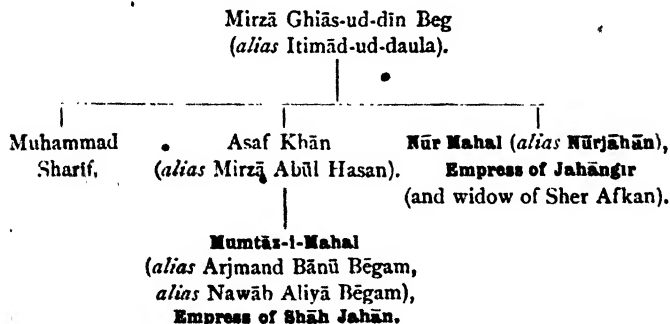 Mirzā Ghiās-ud-dīn Beg
(alias Itimād-ud-daula).
Muhammad
Sharif,
Asaf Khān
(alias Mirzā Abūl Hasan).
Nūr Mahal (alias Nūrjāhān),
Empress of Jahāngīr
(and widow of Sher Afkan).
Mumtāz-i-Mahal
(alias Arjmand Bānū Bēgam,
alias Nawāb Aliyā Bēgam),
Empress of Shāh Jahān.